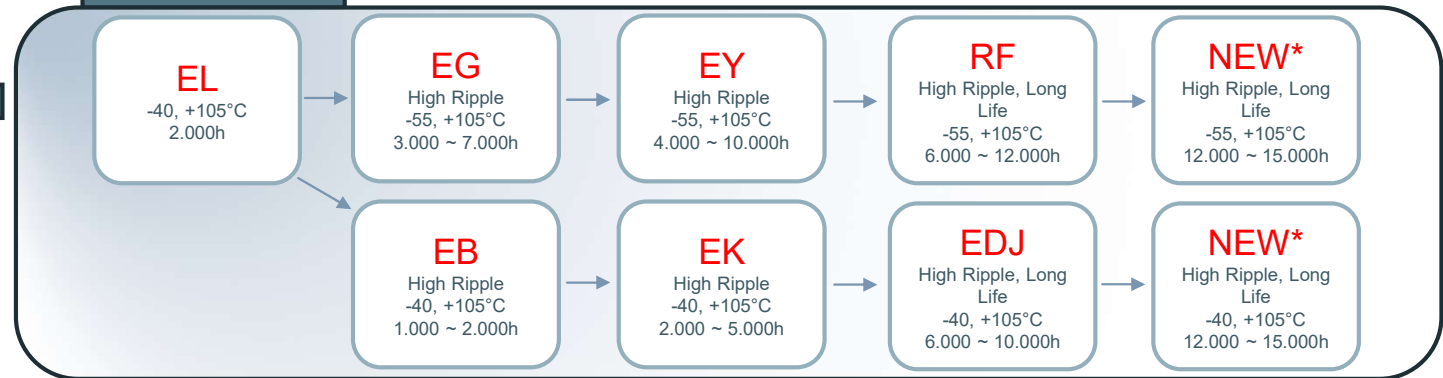 EL
-40, +105°C
2.000h
EG
High Ripple
-55, +105°C
3.000 ~ 7.000h
EY
High Ripple
-55, +105°C
4.000 ~ 10.000h
RF
High Ripple, Long
Life
-55, +105°C
6.000 ~ 12.000h
NEW*
High Ripple, Long
Life
-55, +105°C
12.000 ~ 15.000h
EB
High Ripple
-40, +105°C
1.000 ~ 2.000h
EK
High Ripple
-40, +105°C
2.000 ~ 5.000h
EDJ
High Ripple, Long
Life
-40, +105°C
6.000 ~ 10.000h
NEW*
High Ripple, Long
Life
-40, +105°C
12.000 ~ 15.000h